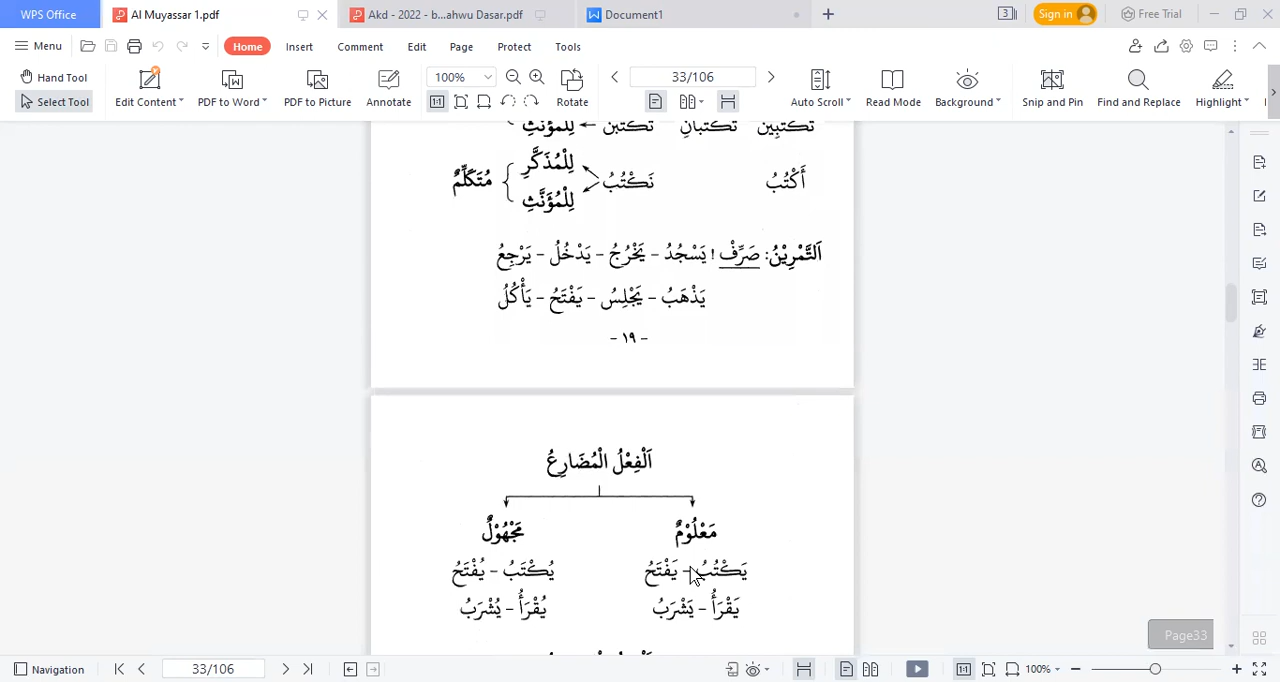 WPS Office Al Muyassar 1.pdf Akd - 2022 - b...ahwu Dasar.pdf Document1 + 3 Sign in Free Trial
Menu Home Insert Comment Edit Page Protect Tools
Hand Tool Select Tool Edit Content PDF to Word PDF to Picture Annotate 100% Rotate 33/106 Auto Scroll Read Mode Background Snip and Pin Find and Replace Highlight
تَكْتُبِيْنَ تَكْتُبَانِ تَكْتُبْنَ لِلْمُؤَنَّثِ
أَكْتُبُ نَكْتُبُ لِلْمُذَكَّرِ لِلْمُؤَنَّثِ مُتَكَلِّمٌ
اَلتَّمْرِيْنُ: صَرِّفْ ! يَسْجُدُ – يَخْرُجُ – يَدْخُلُ – يَرْجِعُ
يَذْهَبُ – يَجْلِسُ – يَفْتَحُ – يَأْكُلُ
- ١٩ -
اَلْفِعْلُ الْمُضَارِعُ
مَعْلُوْمٌ مَجْهُوْلٌ
يَكْتُبُ – يَفْتَحُ يُكْتَبُ – يُفْتَحُ
يَقْرَأُ – يَشْرَبُ يُقْرَأُ – يُشْرَبُ
Page33
Navigation 33/106 100%